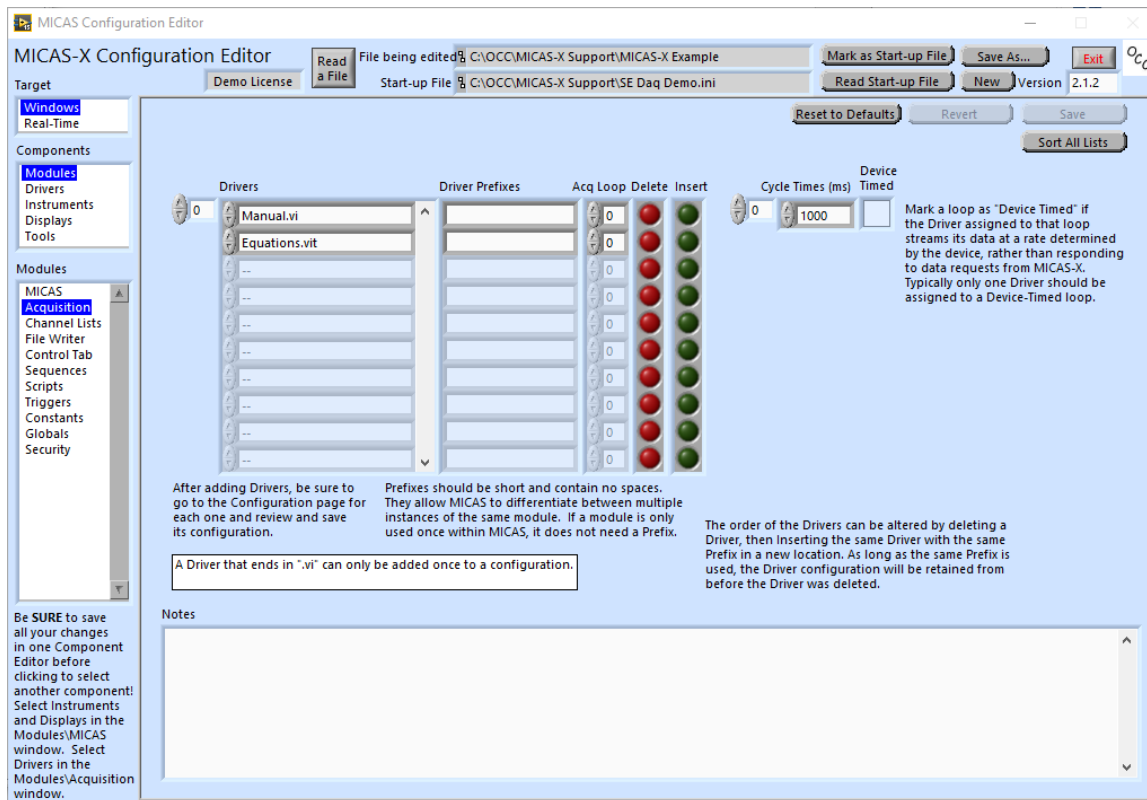 MICAS Configuration Editor
MICAS-X Configuration Editor
Read
a File
File being edited C:\OCC\MICAS-X Support\MICAS-X Example
Mark as Start-up File
Save As...
Exit
OCC
Target
Demo License
Start-up File C:\OCC\MICAS-X Support\SE Daq Demo.ini
Read Start-up File
New
Version 2.1.2
Windows
Real-Time
Reset to Defaults
Revert
Save
Sort All Lists
Components
Modules
Drivers
Instruments
Displays
Tools
Modules
MICAS
Acquisition
Channel Lists
File Writer
Control Tab
Sequences
Scripts
Triggers
Constants
Globals
Security
Be SURE to save
all your changes
in one Component
Editor before
clicking to select
another component!
Select Instruments
and Displays in the
Modules\MICAS
window. Select
Drivers in the
Modules\Acquisition
window.
Drivers Driver Prefixes Acq Loop Delete Insert
0 Manual.vi 0
Equations.vit 0
-- 0
-- 0
-- 0
-- 0
-- 0
-- 0
-- 0
-- 0
Cycle Times (ms)
Device
Timed
0 1000
Mark a loop as "Device Timed" if
the Driver assigned to that loop
streams its data at a rate determined
by the device, rather than responding
to data requests from MICAS-X.
Typically only one Driver should be
assigned to a Device-Timed loop.
After adding Drivers, be sure to
go to the Configuration page for
each one and review and save
its configuration.
Prefixes should be short and contain no spaces.
They allow MICAS to differentiate between multiple
instances of the same module. If a module is only
used once within MICAS, it does not need a Prefix.
The order of the Drivers can be altered by deleting a
Driver, then Inserting the same Driver with the same
Prefix in a new location. As long as the same Prefix is
used, the Driver configuration will be retained from
before the Driver was deleted.
A Driver that ends in ".vi" can only be added once to a configuration.
Notes